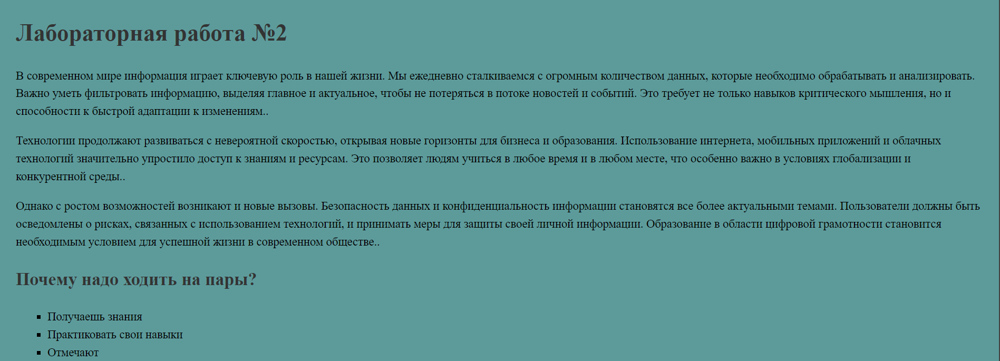 Лабораторная работа №2
В современном мире информация играет ключевую роль в нашей жизни. Мы ежедневно сталкиваемся с огромным количеством данных, которые необходимо обрабатывать и анализировать.
Важно уметь фильтровать информацию, выделяя главное и актуальное, чтобы не потеряться в потоке новостей и событий. Это требует не только навыков критического мышления, но и
способности к быстрой адаптации к изменениям..
Технологии продолжают развиваться с невероятной скоростью, открывая новые горизонты для бизнеса и образования. Использование интернета, мобильных приложений и облачных
технологий значительно упростило доступ к знаниям и ресурсам. Это позволяет людям учиться в любое время и в любом месте, что особенно важно в условиях глобализации и
конкурентной среды..
Однако с ростом возможностей возникают и новые вызовы. Безопасность данных и конфиденциальность информации становятся все более актуальными темами. Пользователи должны быть
осведомлены о рисках, связанных с использованием технологий, и принимать меры для защиты своей личной информации. Образование в области цифровой грамотности становится
необходимым условием для успешной жизни в современном обществе..
Почему надо ходить на пары?
▪ Получаешь знания
▪ Практиковать свои навыки
▪ Отмечают